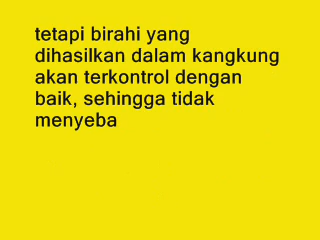 tetapi birahi yang
dihasilkan dalam kangkung
akan terkontrol dengan
baik, sehingga tidak
menyeba